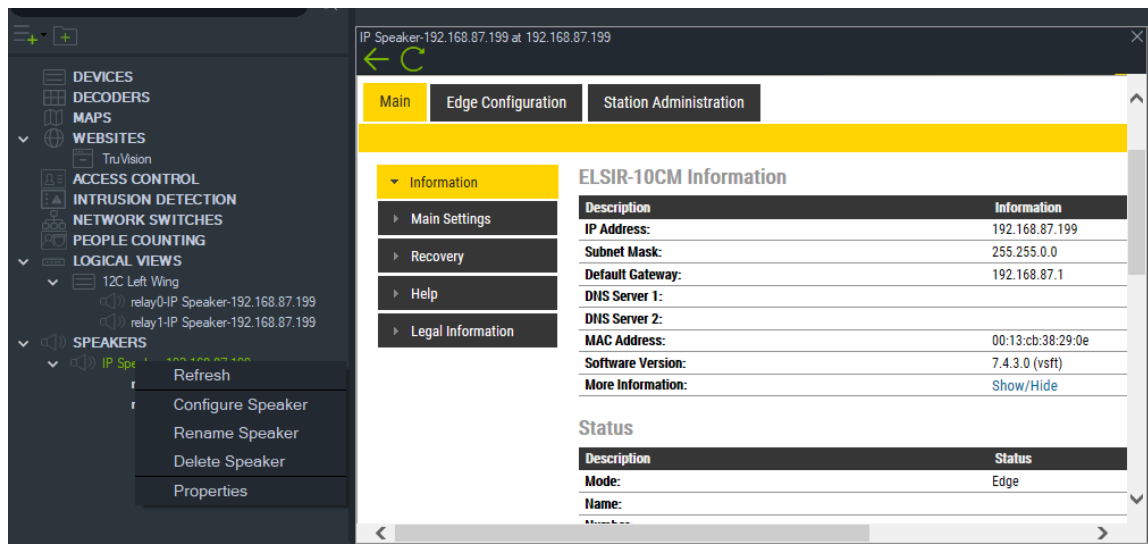 DEVICES
DECODERS
MAPS
WEBSITES
TruVision
ACCESS CONTROL
INTRUSION DETECTION
NETWORK SWITCHES
PEOPLE COUNTING
LOGICAL VIEWS
12C Left Wing
relay0-IP Speaker-192.168.87.199
relay1-IP Speaker-192.168.87.199
SPEAKERS
Refresh
Configure Speaker
Rename Speaker
Delete Speaker
Properties
IP Speaker-192.168.87.199 at 192.168.87.199
Main Edge Configuration Station Administration
Information
Main Settings
Recovery
Help
Legal Information
ELSIR-10CM Information
Description Information
IP Address: 192.168.87.199
Subnet Mask: 255.255.0.0
Default Gateway: 192.168.87.1
DNS Server 1:
DNS Server 2:
MAC Address: 00:13:cb:38:29:0e
Software Version: 7.4.3.0 (vsft)
More Information: Show/Hide
Status
Description Status
Mode: Edge
Name: